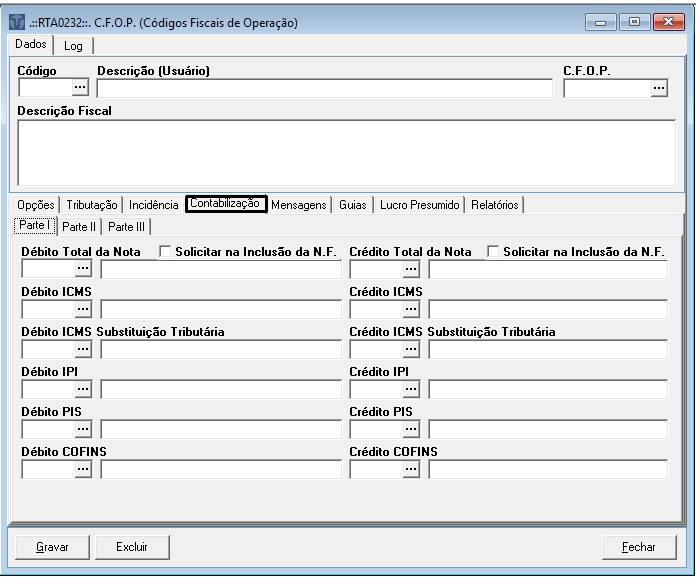 .::RTA0232::. C.F.O.P. (Códigos Fiscais de Operação)
Dados Log
Código Descrição (Usuário) C.F.O.P.
...
...
Descrição Fiscal
Opções Tributação Incidência Contabilização Mensagens Guias Lucro Presumido Relatórios
Parte I Parte II Parte III
Débito Total da Nota Solicitar na Inclusão da N.F. Crédito Total da Nota Solicitar na Inclusão da N.F.
... ...
Débito ICMS Crédito ICMS
... ...
Débito ICMS Substituição Tributária Crédito ICMS Substituição Tributária
... ...
Débito IPI Crédito IPI
... ...
Débito PIS Crédito PIS
... ...
Débito COFINS Crédito COFINS
... ...
Gravar Excluir Fechar